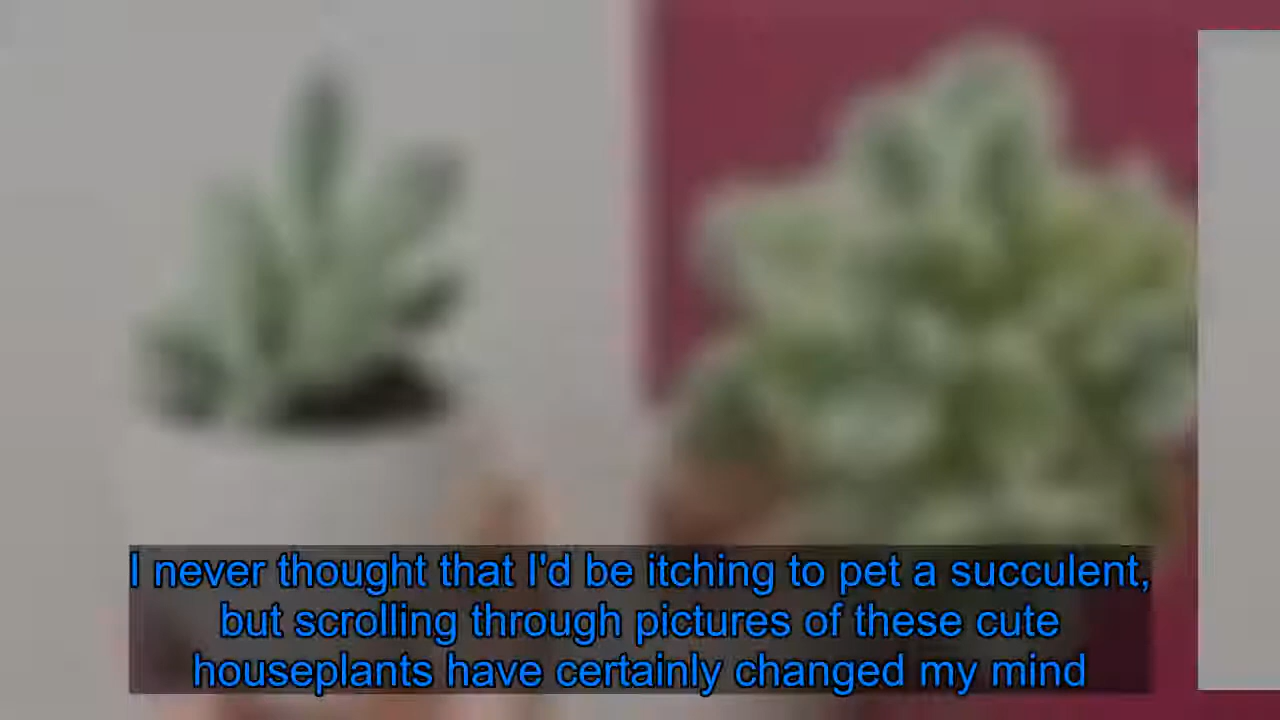 I never thought that I'd be itching to pet a succulent,
but scrolling through pictures of these cute
houseplants have certainly changed my mind